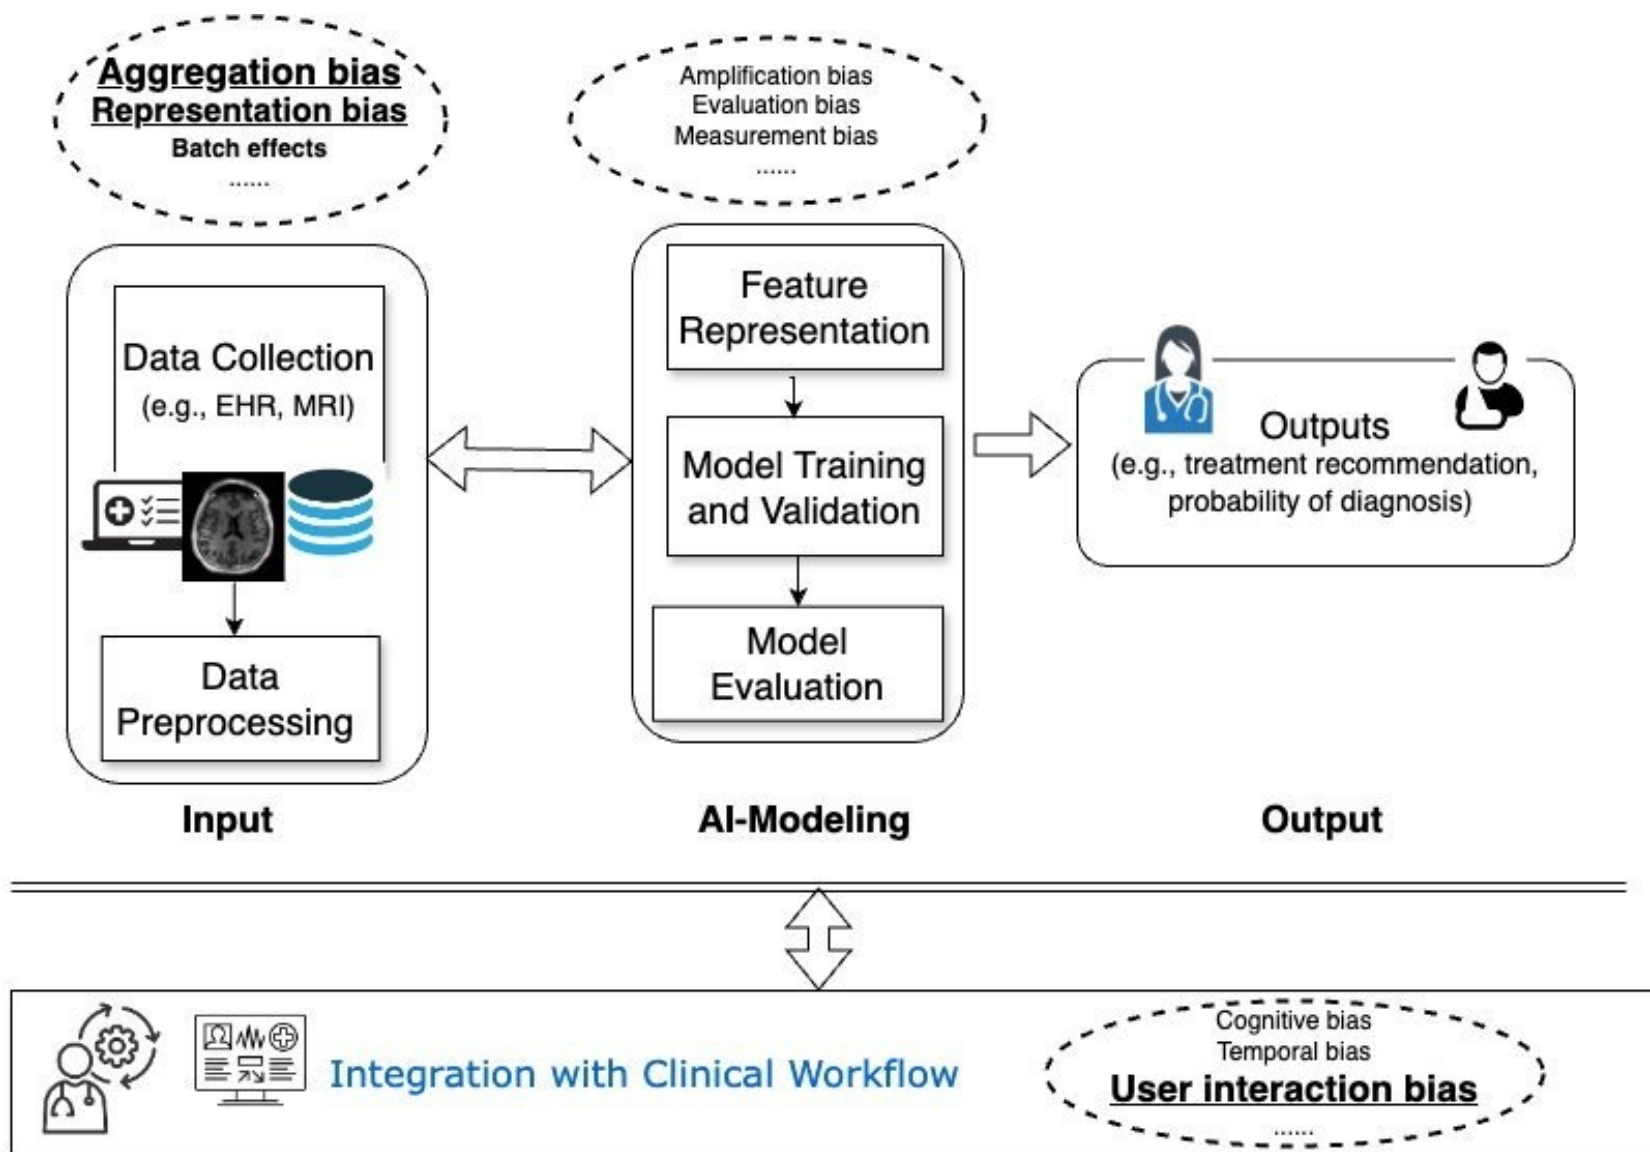 Aggregation bias
Representation bias
Batch effects
......
Amplification bias
Evaluation bias
Measurement bias
......
Data Collection
(e.g., EHR, MRI)
Data
Preprocessing
Input
Feature
Representation
Model Training
and Validation
Model
Evaluation
AI-Modeling
Outputs
(e.g., treatment recommendation,
probability of diagnosis)
Output
Integration with Clinical Workflow
Cognitive bias
Temporal bias
User interaction bias
......